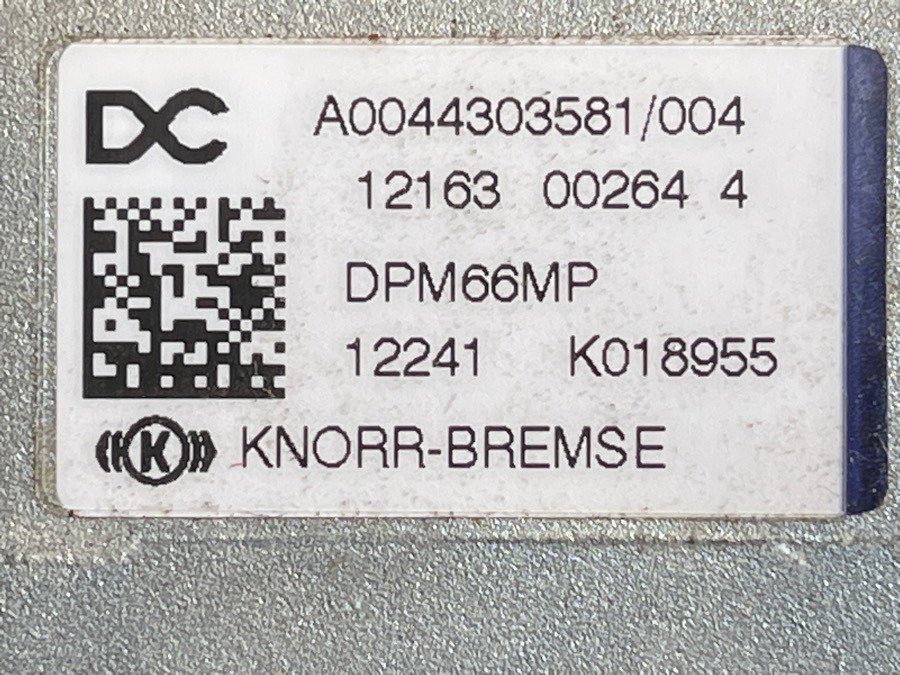 DC
A0044303581/004
12163 00264 4
DPM66MP
12241 K018955
K
KNORR-BREMSE